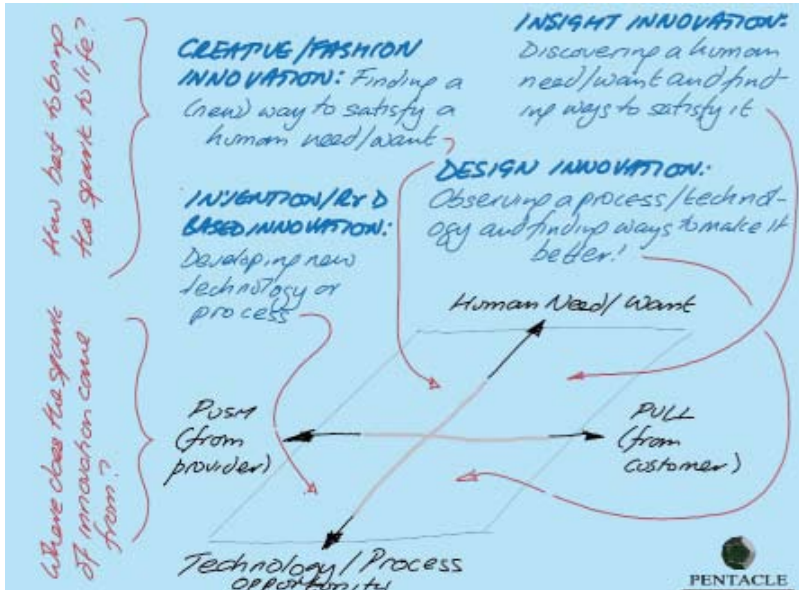 How best to bring
the spark to life?
CREATIVE/FASHION
INNOVATION: Finding a
(new) way to satisfy a
human need/want
INSIGHT INNOVATION:
Discovering a human
need/want and find-
ing ways to satisfy it
INVENTION/R&D
BASED INNOVATION:
Developing new
technology or
process
DESIGN INNOVATION:
Observing a process/technol-
ogy and finding ways to make it
better!
Where does the spark
of innovation come
from?
Human Need/Want
PUSH
(from
provider)
PULL
(from
customer)
Technology/Process
opportunity
PENTACLE